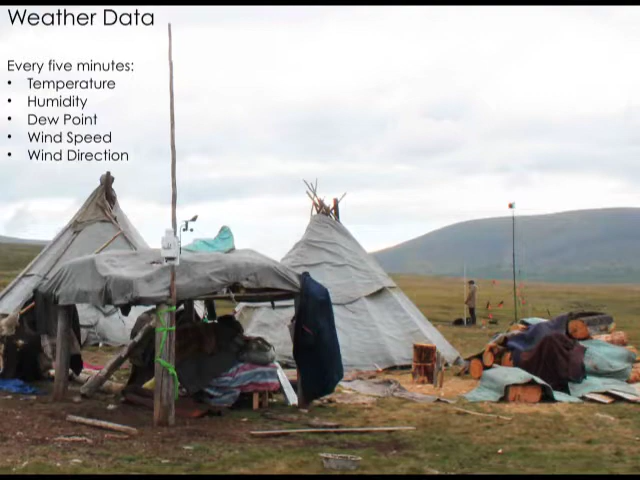 Weather Data
Every five minutes:
• Temperature
• Humidity
• Dew Point
• Wind Speed
• Wind Direction